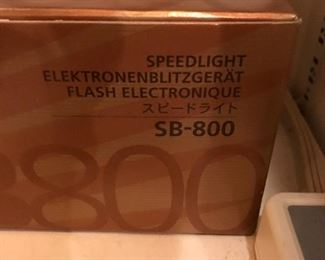 SPEEDLIGHT
ELEKTRONENBLITZGERÄT
FLASH ELECTRONIQUE
スピードライト
SB-800
800